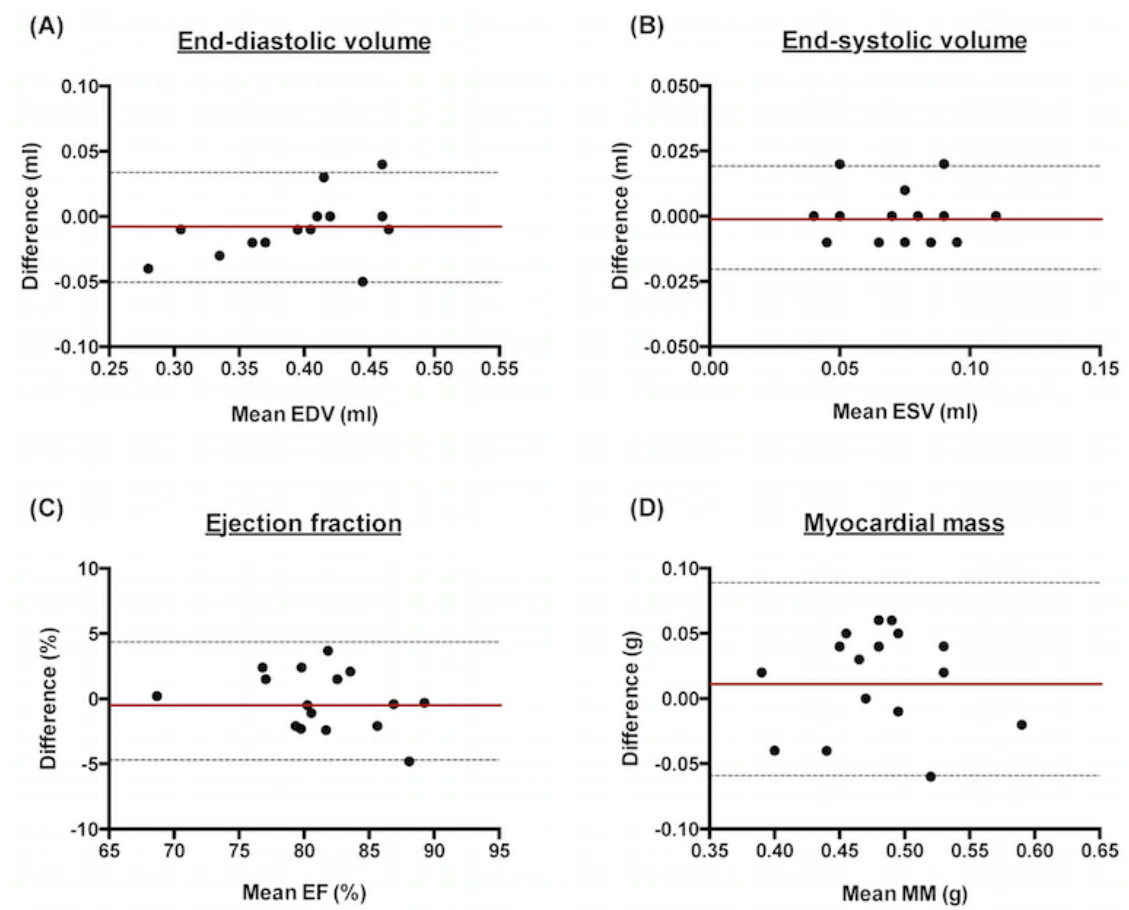 (A)
End-diastolic volume
0.10
0.05
0.00
-0.05
-0.10
Difference (ml)
0.25 0.30 0.35 0.40 0.45 0.50 0.55
Mean EDV (ml)
(B)
End-systolic volume
0.050
0.025
0.000
-0.025
-0.050
Difference (ml)
0.00 0.05 0.10 0.15
Mean ESV (ml)
(C)
Ejection fraction
10
5
0
-5
-10
Difference (%)
65 70 75 80 85 90 95
Mean EF (%)
(D)
Myocardial mass
0.10
0.05
0.00
-0.05
-0.10
Difference (g)
0.35 0.40 0.45 0.50 0.55 0.60 0.65
Mean MM (g)